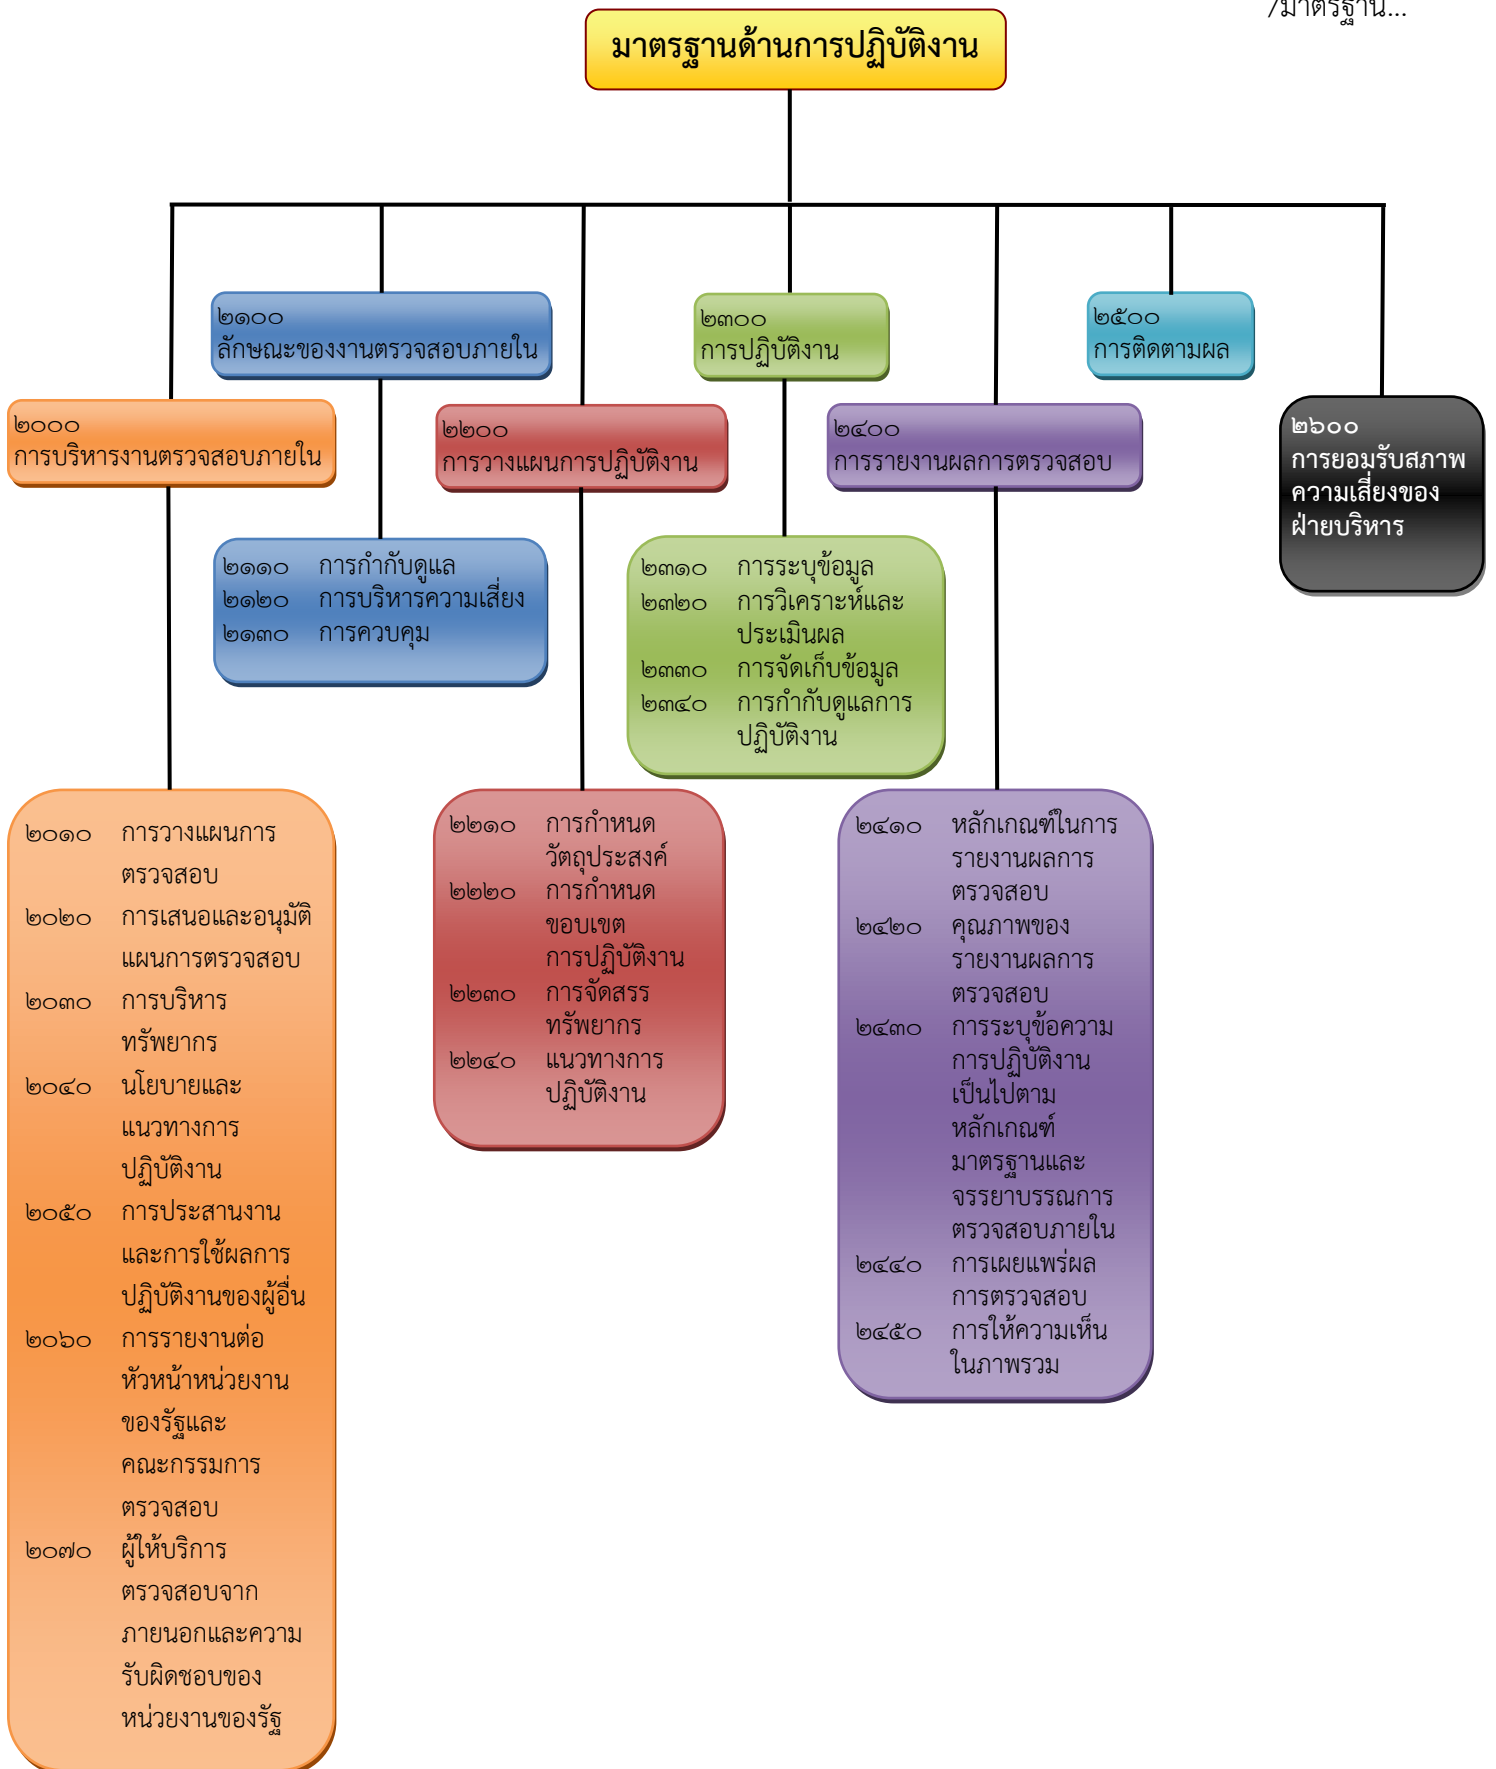 /มาตรฐาน...
มาตรฐานด้านการปฏิบัติงาน
๒๑๐๐
ลักษณะของงานตรวจสอบภายใน
๒๓๐๐
การปฏิบัติงาน
๒๕๐๐
การติดตามผล
๒๐๐๐
การบริหารงานตรวจสอบภายใน
๒๒๐๐
การวางแผนการปฏิบัติงาน
๒๔๐๐
การรายงานผลการตรวจสอบ
๒๖๐๐
การยอมรับสภาพ
ความเสี่ยงของ
ฝ่ายบริหาร
๒๑๑๐ การกำกับดูแล
๒๑๒๐ การบริหารความเสี่ยง
๒๑๓๐ การควบคุม
๒๓๑๐ การระบุข้อมูล
๒๓๒๐ การวิเคราะห์และ
ประเมินผล
๒๓๓๐ การจัดเก็บข้อมูล
๒๓๔๐ การกำกับดูแลการ
ปฏิบัติงาน
๒๐๑๐ การวางแผนการ
ตรวจสอบ
๒๐๒๐ การเสนอและอนุมัติ
แผนการตรวจสอบ
๒๐๓๐ การบริหาร
ทรัพยากร
๒๐๔๐ นโยบายและ
แนวทางการ
ปฏิบัติงาน
๒๐๕๐ การประสานงาน
และการใช้ผลการ
ปฏิบัติงานของผู้อื่น
๒๐๖๐ การรายงานต่อ
หัวหน้าหน่วยงาน
ของรัฐและ
คณะกรรมการ
ตรวจสอบ
๒๐๗๐ ผู้ให้บริการ
ตรวจสอบจาก
ภายนอกและความ
รับผิดชอบของ
หน่วยงานของรัฐ
๒๒๑๐ การกำหนด
วัตถุประสงค์
๒๒๒๐ การกำหนด
ขอบเขต
การปฏิบัติงาน
๒๒๓๐ การจัดสรร
ทรัพยากร
๒๒๔๐ แนวทางการ
ปฏิบัติงาน
๒๔๑๐ หลักเกณฑ์ในการ
รายงานผลการ
ตรวจสอบ
๒๔๒๐ คุณภาพของ
รายงานผลการ
ตรวจสอบ
๒๔๓๐ การระบุข้อความ
การปฏิบัติงาน
เป็นไปตาม
หลักเกณฑ์
มาตรฐานและ
จรรยาบรรณการ
ตรวจสอบภายใน
๒๔๔๐ การเผยแพร่ผล
การตรวจสอบ
๒๔๕๐ การให้ความเห็น
ในภาพรวม